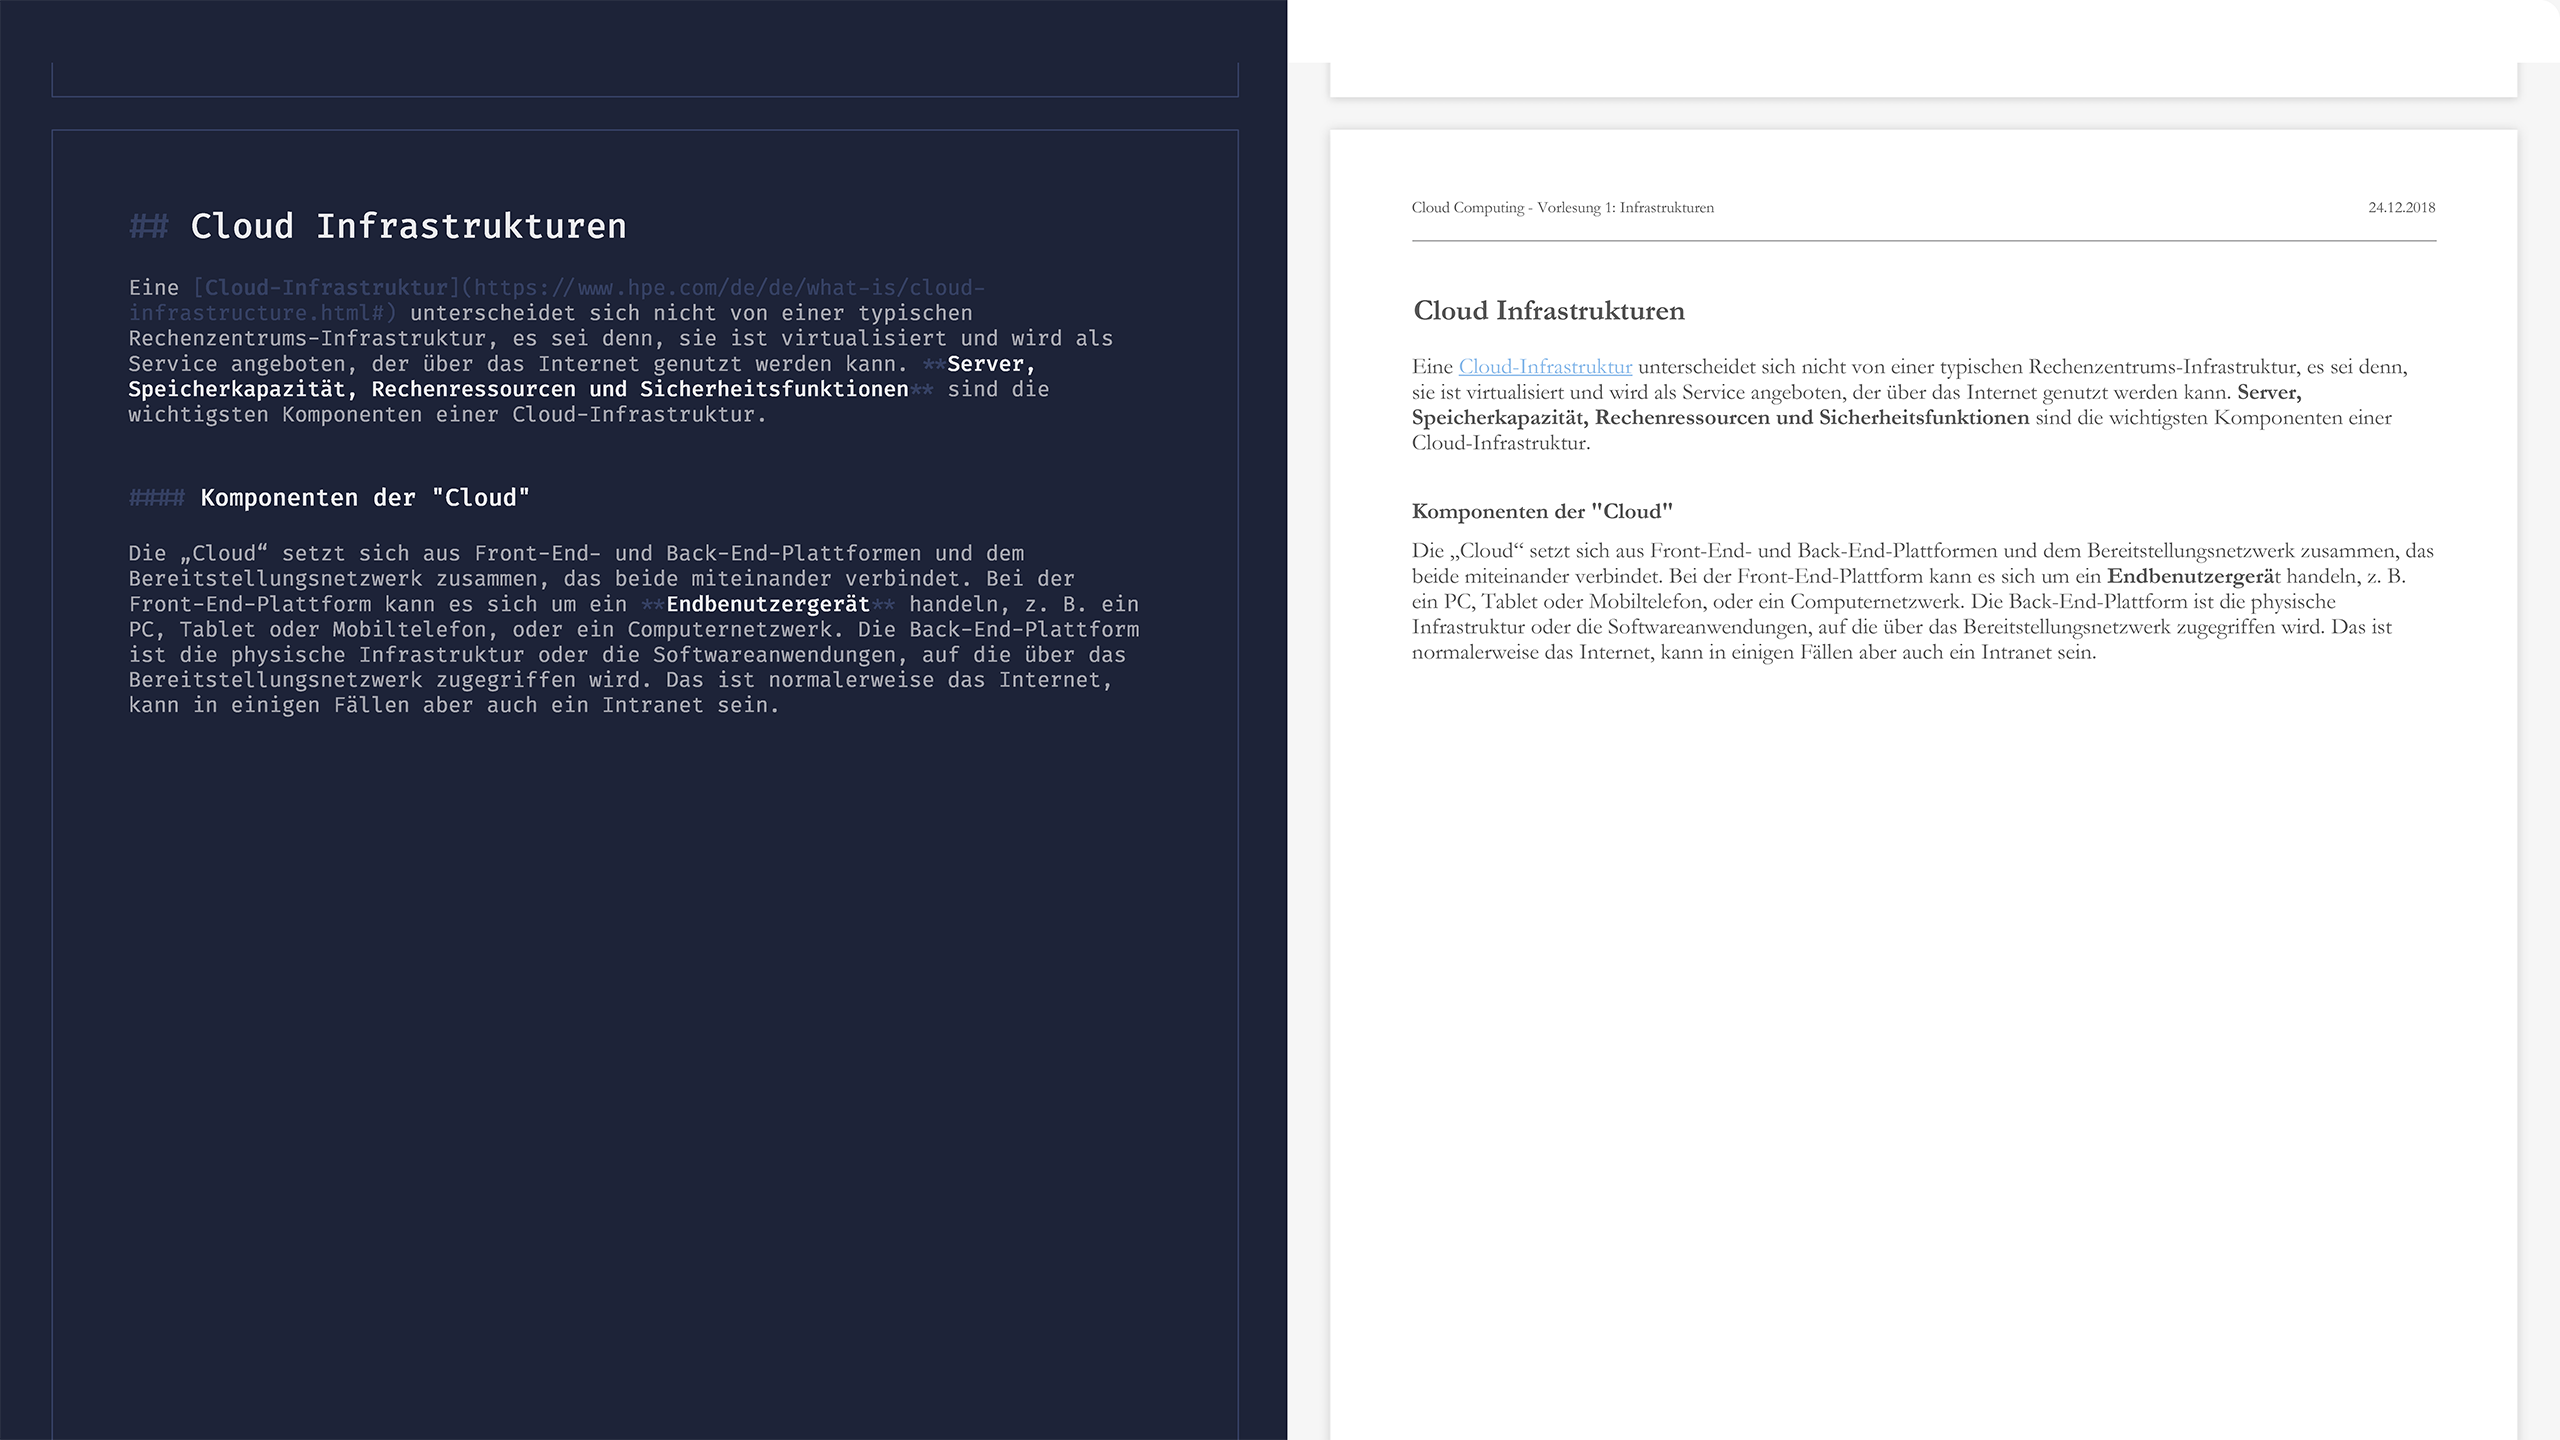 ## Cloud Infrastrukturen
Eine [Cloud-Infrastruktur](https://www.hpe.com/de/de/what-is/cloud-
infrastructure.html#) unterscheidet sich nicht von einer typischen
Rechenzentrums-Infrastruktur, es sei denn, sie ist virtualisiert und wird als
Service angeboten, der über das Internet genutzt werden kann. **Server,
Speicherkapazität, Rechenressourcen und Sicherheitsfunktionen** sind die
wichtigsten Komponenten einer Cloud-Infrastruktur.
#### Komponenten der "Cloud"
Die „Cloud“ setzt sich aus Front-End- und Back-End-Plattformen und dem
Bereitstellungsnetzwerk zusammen, das beide miteinander verbindet. Bei der
Front-End-Plattform kann es sich um ein **Endbenutzergerät** handeln, z. B. ein
PC, Tablet oder Mobiltelefon, oder ein Computernetzwerk. Die Back-End-Plattform
ist die physische Infrastruktur oder die Softwareanwendungen, auf die über das
Bereitstellungsnetzwerk zugegriffen wird. Das ist normalerweise das Internet,
kann in einigen Fällen aber auch ein Intranet sein.
Cloud Computing - Vorlesung 1: Infrastrukturen 24.12.2018
Cloud Infrastrukturen
Eine Cloud-Infrastruktur unterscheidet sich nicht von einer typischen Rechenzentrums-Infrastruktur, es sei denn,
sie ist virtualisiert und wird als Service angeboten, der über das Internet genutzt werden kann. Server,
Speicherkapazität, Rechenressourcen und Sicherheitsfunktionen sind die wichtigsten Komponenten einer
Cloud-Infrastruktur.
Komponenten der "Cloud"
Die „Cloud“ setzt sich aus Front-End- und Back-End-Plattformen und dem Bereitstellungsnetzwerk zusammen, das
beide miteinander verbindet. Bei der Front-End-Plattform kann es sich um ein Endbenutzergerät handeln, z. B.
ein PC, Tablet oder Mobiltelefon, oder ein Computernetzwerk. Die Back-End-Plattform ist die physische
Infrastruktur oder die Softwareanwendungen, auf die über das Bereitstellungsnetzwerk zugegriffen wird. Das ist
normalerweise das Internet, kann in einigen Fällen aber auch ein Intranet sein.